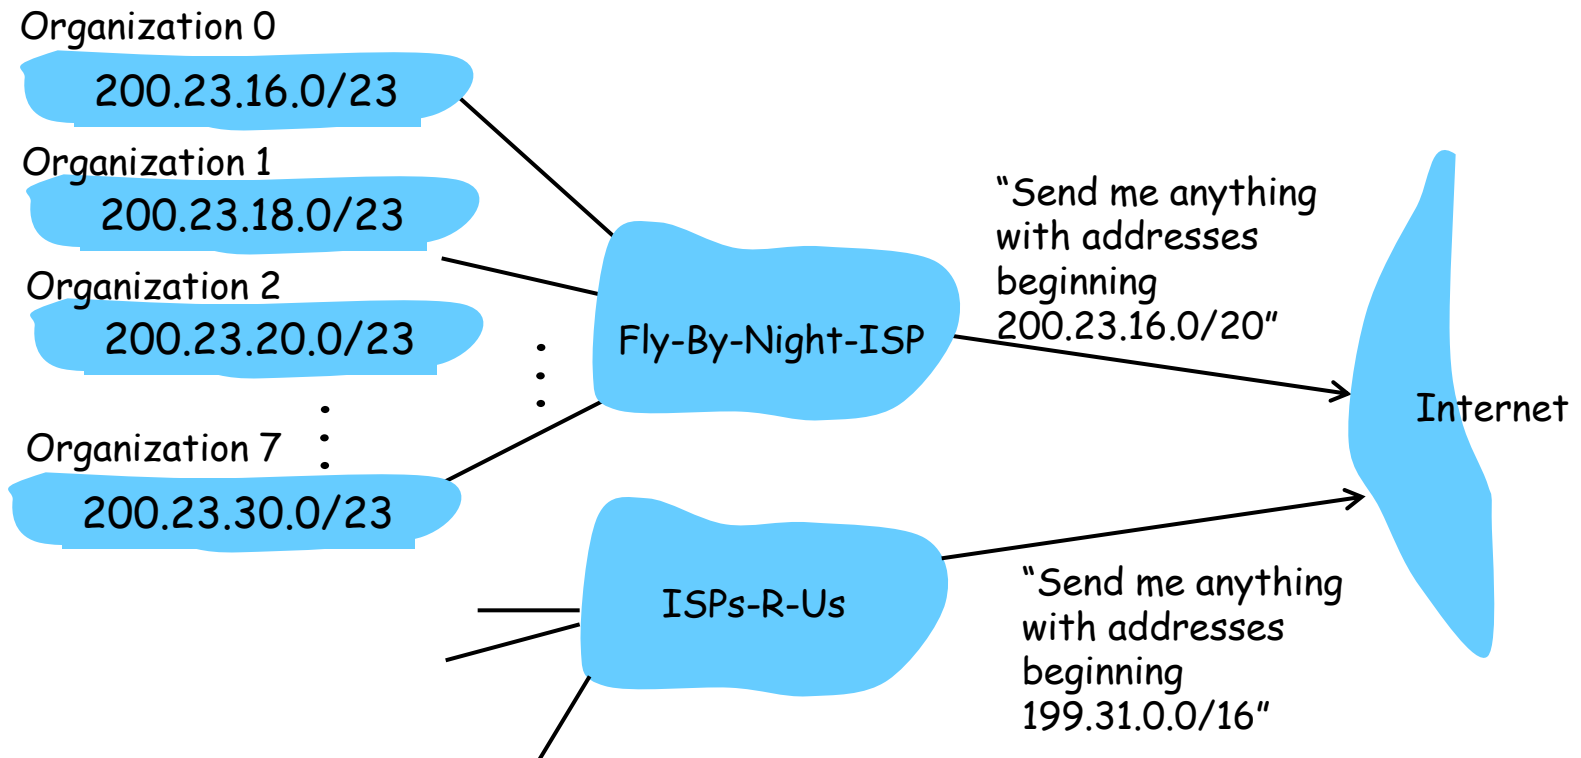 Organization 0
200.23.16.0/23
Organization 1
200.23.18.0/23
Organization 2
200.23.20.0/23
Organization 7
200.23.30.0/23
Fly-By-Night-ISP
“Send me anything
with addresses
beginning
200.23.16.0/20”
Internet
ISPs-R-Us
“Send me anything
with addresses
beginning
199.31.0.0/16”